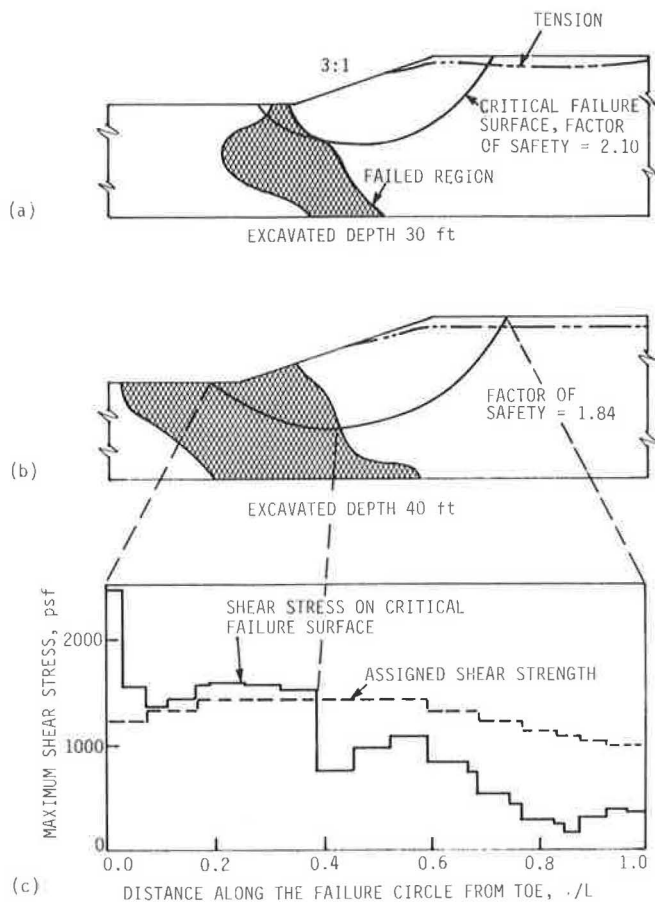 TENSION
3:1
CRITICAL FAILURE
SURFACE, FACTOR
OF SAFETY = 2.10
FAILED REGION
(a)
EXCAVATED DEPTH 30 ft
FACTOR OF
SAFETY = 1.84
(b)
EXCAVATED DEPTH 40 ft
SHEAR STRESS ON CRITICAL
FAILURE SURFACE
ASSIGNED SHEAR STRENGTH
MAXIMUM SHEAR STRESS, psf
2000
1000
0
0.0 0.2 0.4 0.6 0.8 1.0
(c)
DISTANCE ALONG THE FAILURE CIRCLE FROM TOE, ./L